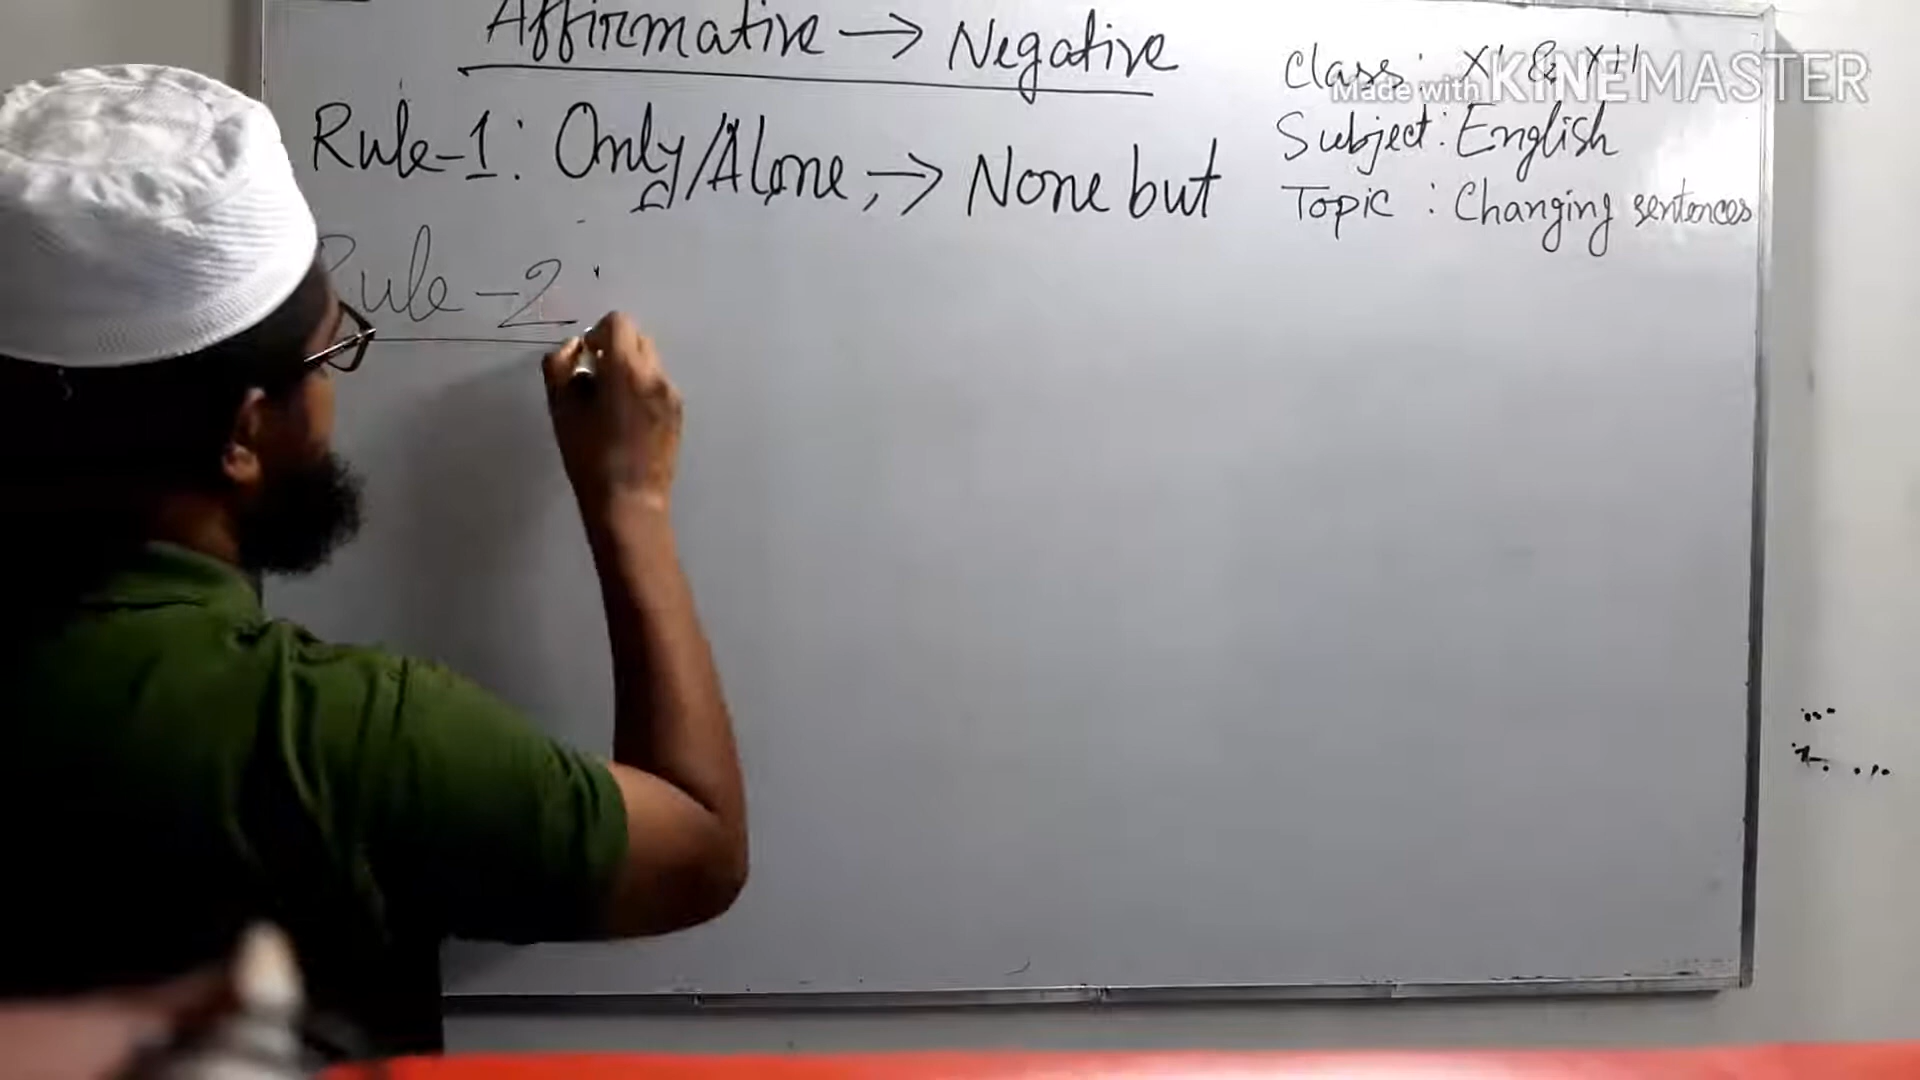 Affirmative → Negative
Rule-1: Only/Alone, → None but
Rule-2:
Class: XI & XII
Subject: English
Topic: Changing sentences
Made with KINEMASTER